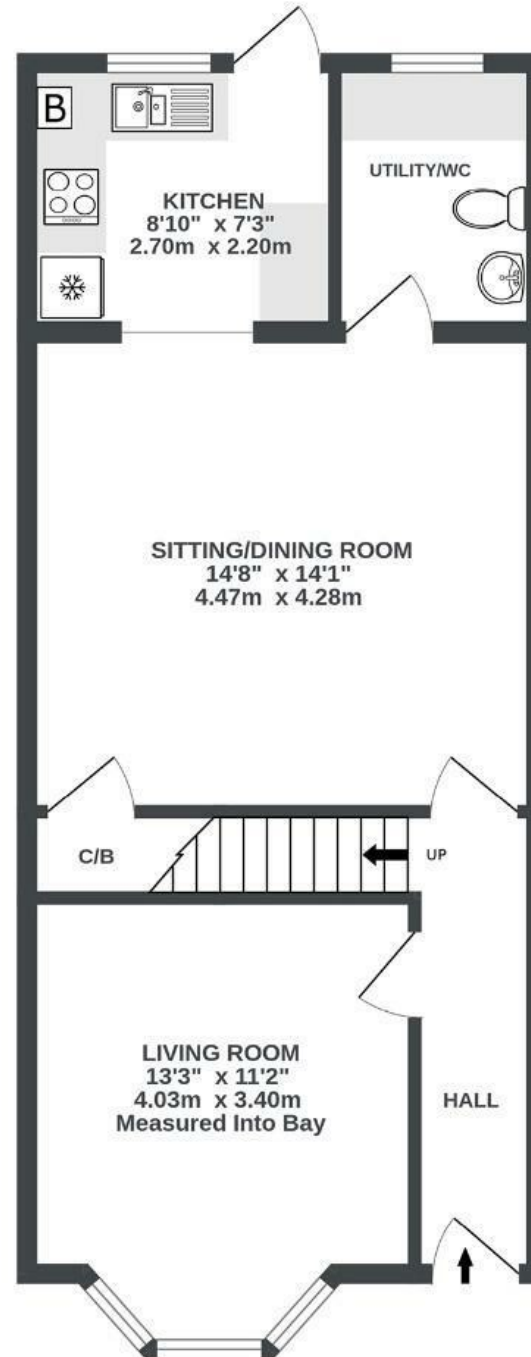 B
UTILITY/WC
KITCHEN
8'10" x 7'3"
2.70m x 2.20m
SITTING/DINING ROOM
14'8" x 14'1"
4.47m x 4.28m
C/B
UP
LIVING ROOM
13'3" x 11'2"
4.03m x 3.40m
Measured Into Bay
HALL